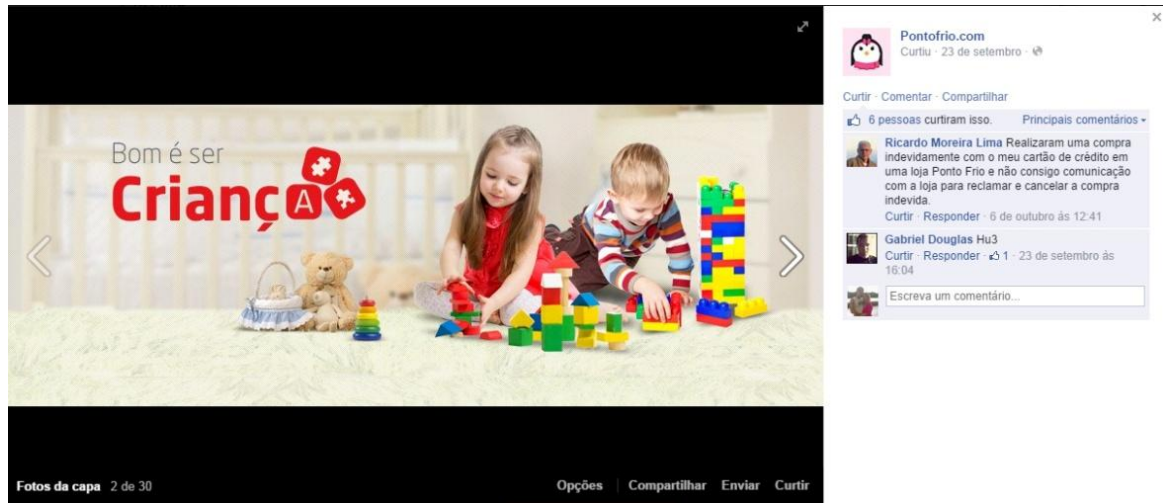 Bom é ser
CriançA
Fotos da capa 2 de 30
Opções Compartilhar Enviar Curtir
Pontofrio.com
Curtiu · 23 de setembro ·
Curtir · Comentar · Compartilhar
6 pessoas curtiram isso. Principais comentários
Ricardo Moreira Lima Realizaram uma compra
indevidamente com o meu cartão de crédito em
uma loja Ponto Frio e não consigo comunicação
com a loja para reclamar e cancelar a compra
indevida.
Curtir · Responder · 6 de outubro às 12:41
Gabriel Douglas Hu3
Curtir · Responder · 1 · 23 de setembro às
16:04
Escreva um comentário...